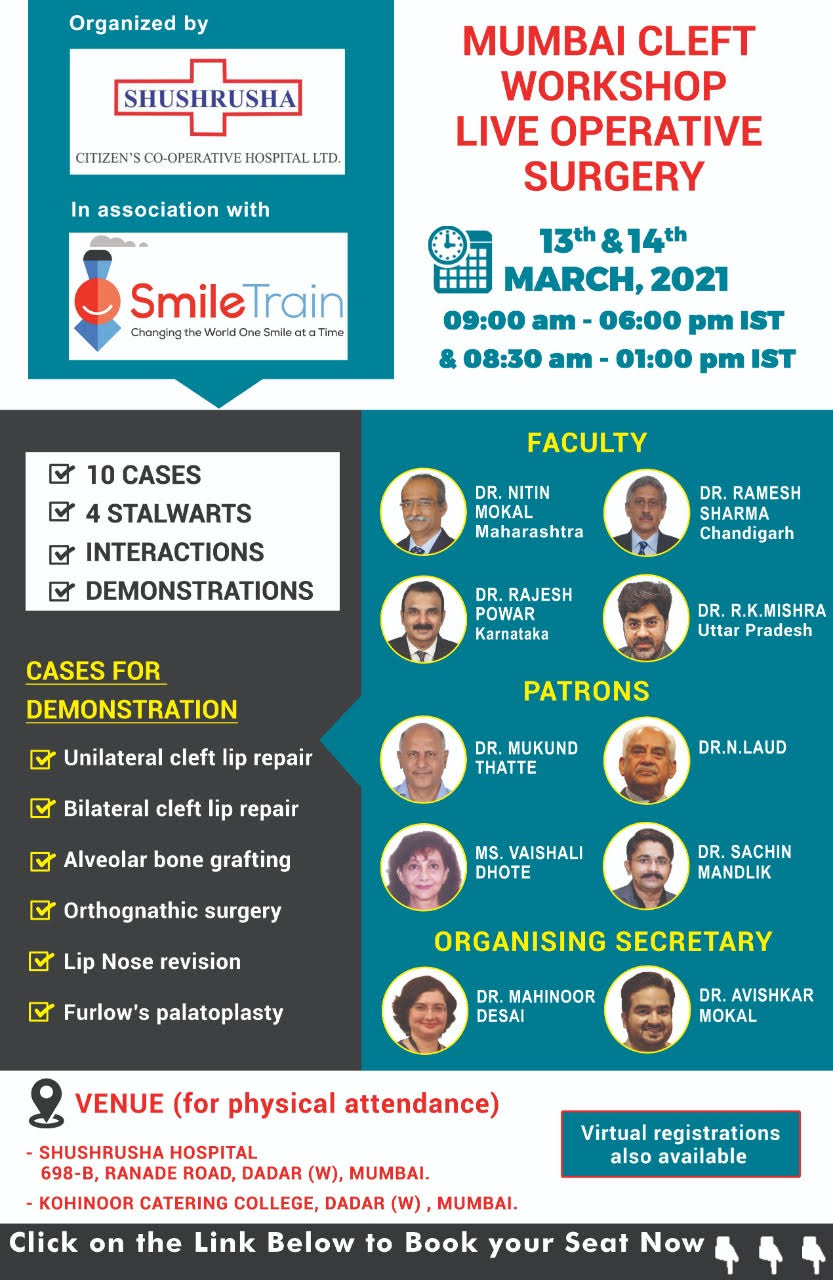 Organized by
SHUSHRUSHA
CITIZEN'S CO-OPERATIVE HOSPITAL LTD.
In association with
SmileTrain
Changing the World One Smile at a Time
MUMBAI CLEFT
WORKSHOP
LIVE OPERATIVE
SURGERY
13th & 14th
MARCH, 2021
09:00 am - 06:00 pm IST
& 08:30 am - 01:00 pm IST
10 CASES
4 STALWARTS
INTERACTIONS
DEMONSTRATIONS
CASES FOR
DEMONSTRATION
Unilateral cleft lip repair
Bilateral cleft lip repair
Alveolar bone grafting
Orthognathic surgery
Lip Nose revision
Furlow's palatoplasty
FACULTY
DR. NITIN
MOKAL
Maharashtra
DR. RAMESH
SHARMA
Chandigarh
DR. RAJESH
POWAR
Karnataka
DR. R.K.MISHRA
Uttar Pradesh
PATRONS
DR. MUKUND
THATTE
DR.N.LAUD
MS. VAISHALI
DHOTE
DR. SACHIN
MANDLIK
ORGANISING SECRETARY
DR. MAHINOOR
DESAI
DR. AVISHKAR
MOKAL
VENUE (for physical attendance)
- SHUSHRUSHA HOSPITAL
698-B, RANADE ROAD, DADAR (W), MUMBAI.
- KOHINOOR CATERING COLLEGE, DADAR (W) , MUMBAI.
Virtual registrations
also available
Click on the Link Below to Book your Seat Now